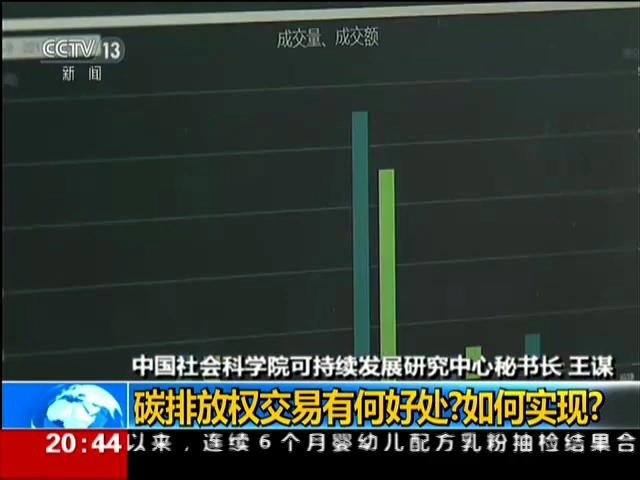 CCTV 13
新闻
成交量、成交额
中国社会科学院可持续发展研究中心秘书长 王谋
碳排放权交易有何好处?如何实现?
20:44 以来，连续6个月婴幼儿配方乳粉抽检结果合